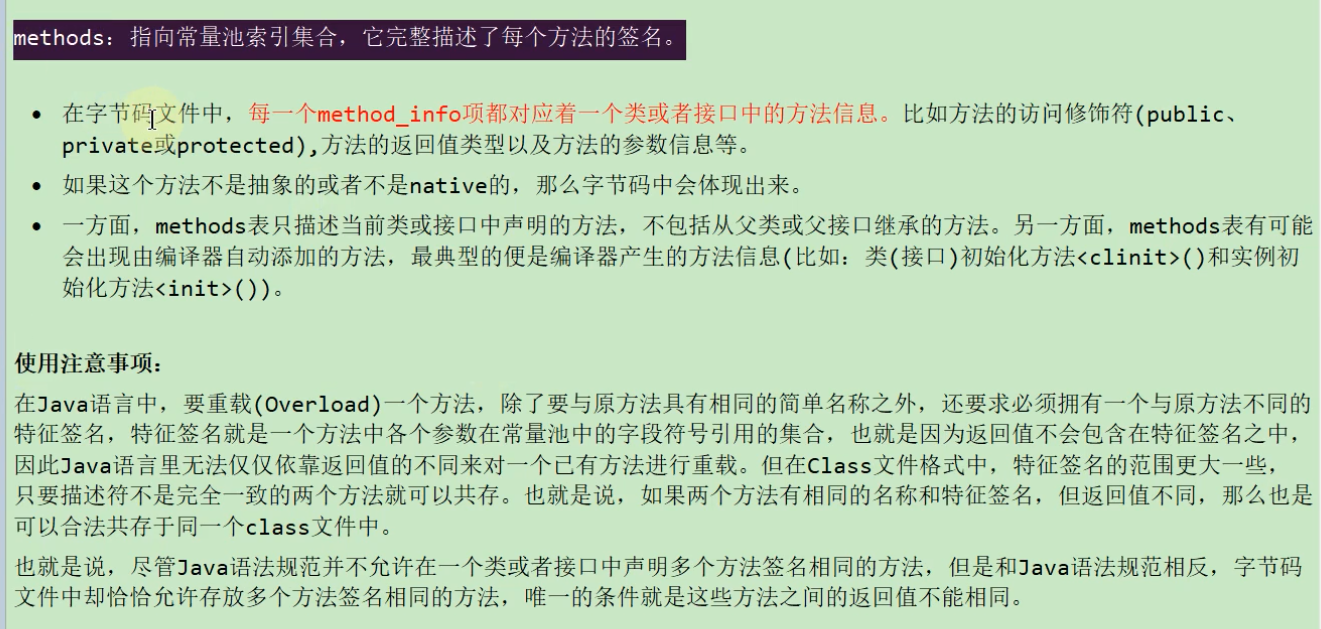 methods：指向常量池索引集合，它完整描述了每个方法的签名。
• 在字节码文件中，每一个method_info项都对应着一个类或者接口中的方法信息。比如方法的访问修饰符(public、
private或protected),方法的返回值类型以及方法的参数信息等。
• 如果这个方法不是抽象的或者不是native的，那么字节码中会体现出来。
• 一方面，methods表只描述当前类或接口中声明的方法，不包括从父类或父接口继承的方法。另一方面，methods表有可能
会出现由编译器自动添加的方法，最典型的便是编译器产生的方法信息(比如：类(接口)初始化方法<clinit>()和实例初
始化方法<init>())。
使用注意事项：
在Java语言中，要重载(Overload)一个方法，除了要与原方法具有相同的简单名称之外，还要求必须拥有一个与原方法不同的
特征签名，特征签名就是一个方法中各个参数在常量池中的字段符号引用的集合，也就是因为返回值不会包含在特征签名之中，
因此Java语言里无法仅仅依靠返回值的不同来对一个已有方法进行重载。但在Class文件格式中，特征签名的范围更大一些，
只要描述符不是完全一致的两个方法就可以共存。也就是说，如果两个方法有相同的名称和特征签名，但返回值不同，那么也是
可以合法共存于同一个class文件中。
也就是说，尽管Java语法规范并不允许在一个类或者接口中声明多个方法签名相同的方法，但是和Java语法规范相反，字节码
文件中却恰恰允许存放多个方法签名相同的方法，唯一的条件就是这些方法之间的返回值不能相同。